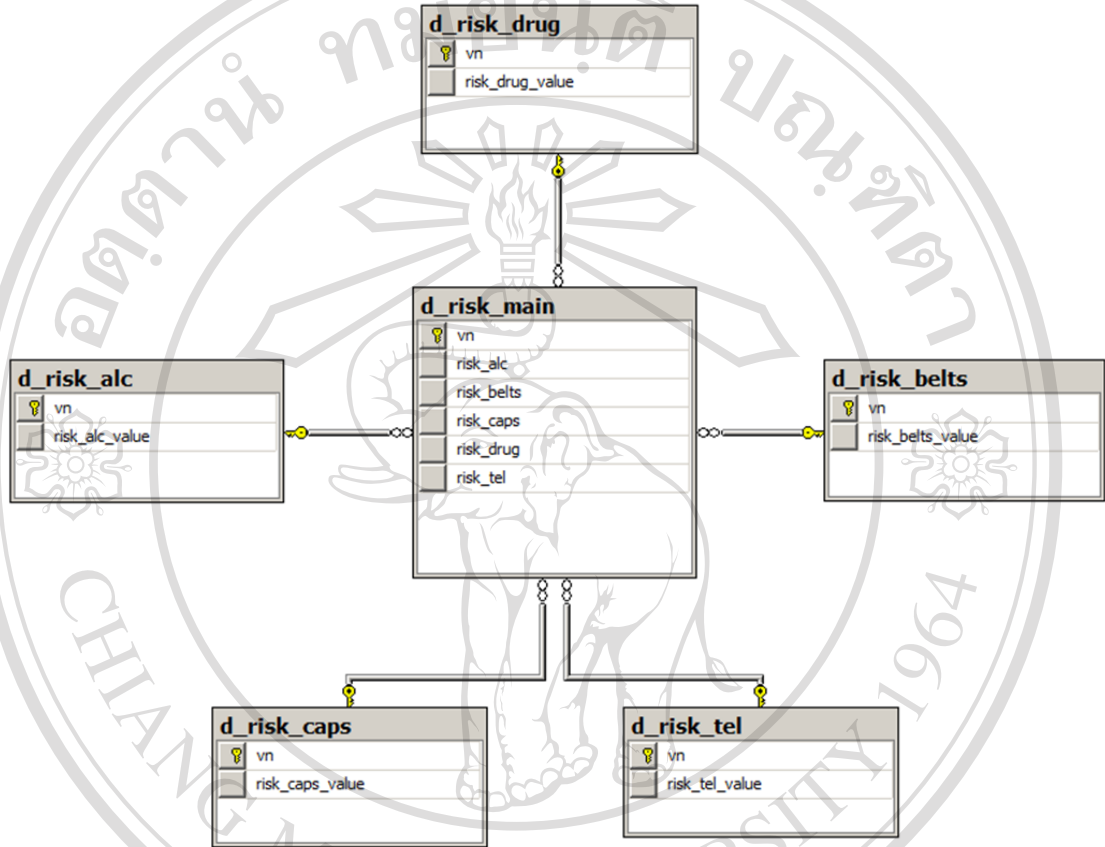 d_risk_drug
vn
risk_drug_value
d_risk_main
vn
risk_alc
risk_belts
risk_caps
risk_drug
risk_tel
d_risk_alc
vn
risk_alc_value
d_risk_belts
vn
risk_belts_value
d_risk_caps
vn
risk_caps_value
d_risk_tel
vn
risk_tel_value
CHIANG
1964